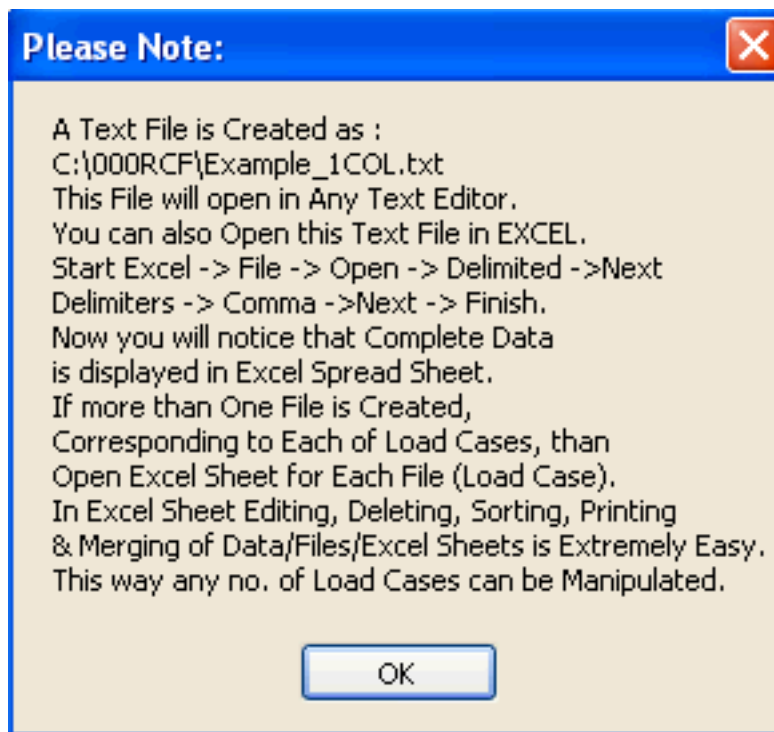 Please Note:
A Text File is Created as :
C:\000RCF\Example_1COL.txt
This File will open in Any Text Editor.
You can also Open this Text File in EXCEL.
Start Excel -> File -> Open -> Delimited ->Next
Delimiters -> Comma ->Next -> Finish.
Now you will notice that Complete Data
is displayed in Excel Spread Sheet.
If more than One File is Created,
Corresponding to Each of Load Cases, than
Open Excel Sheet for Each File (Load Case).
In Excel Sheet Editing, Deleting, Sorting, Printing
& Merging of Data/Files/Excel Sheets is Extremely Easy.
This way any no. of Load Cases can be Manipulated.
OK